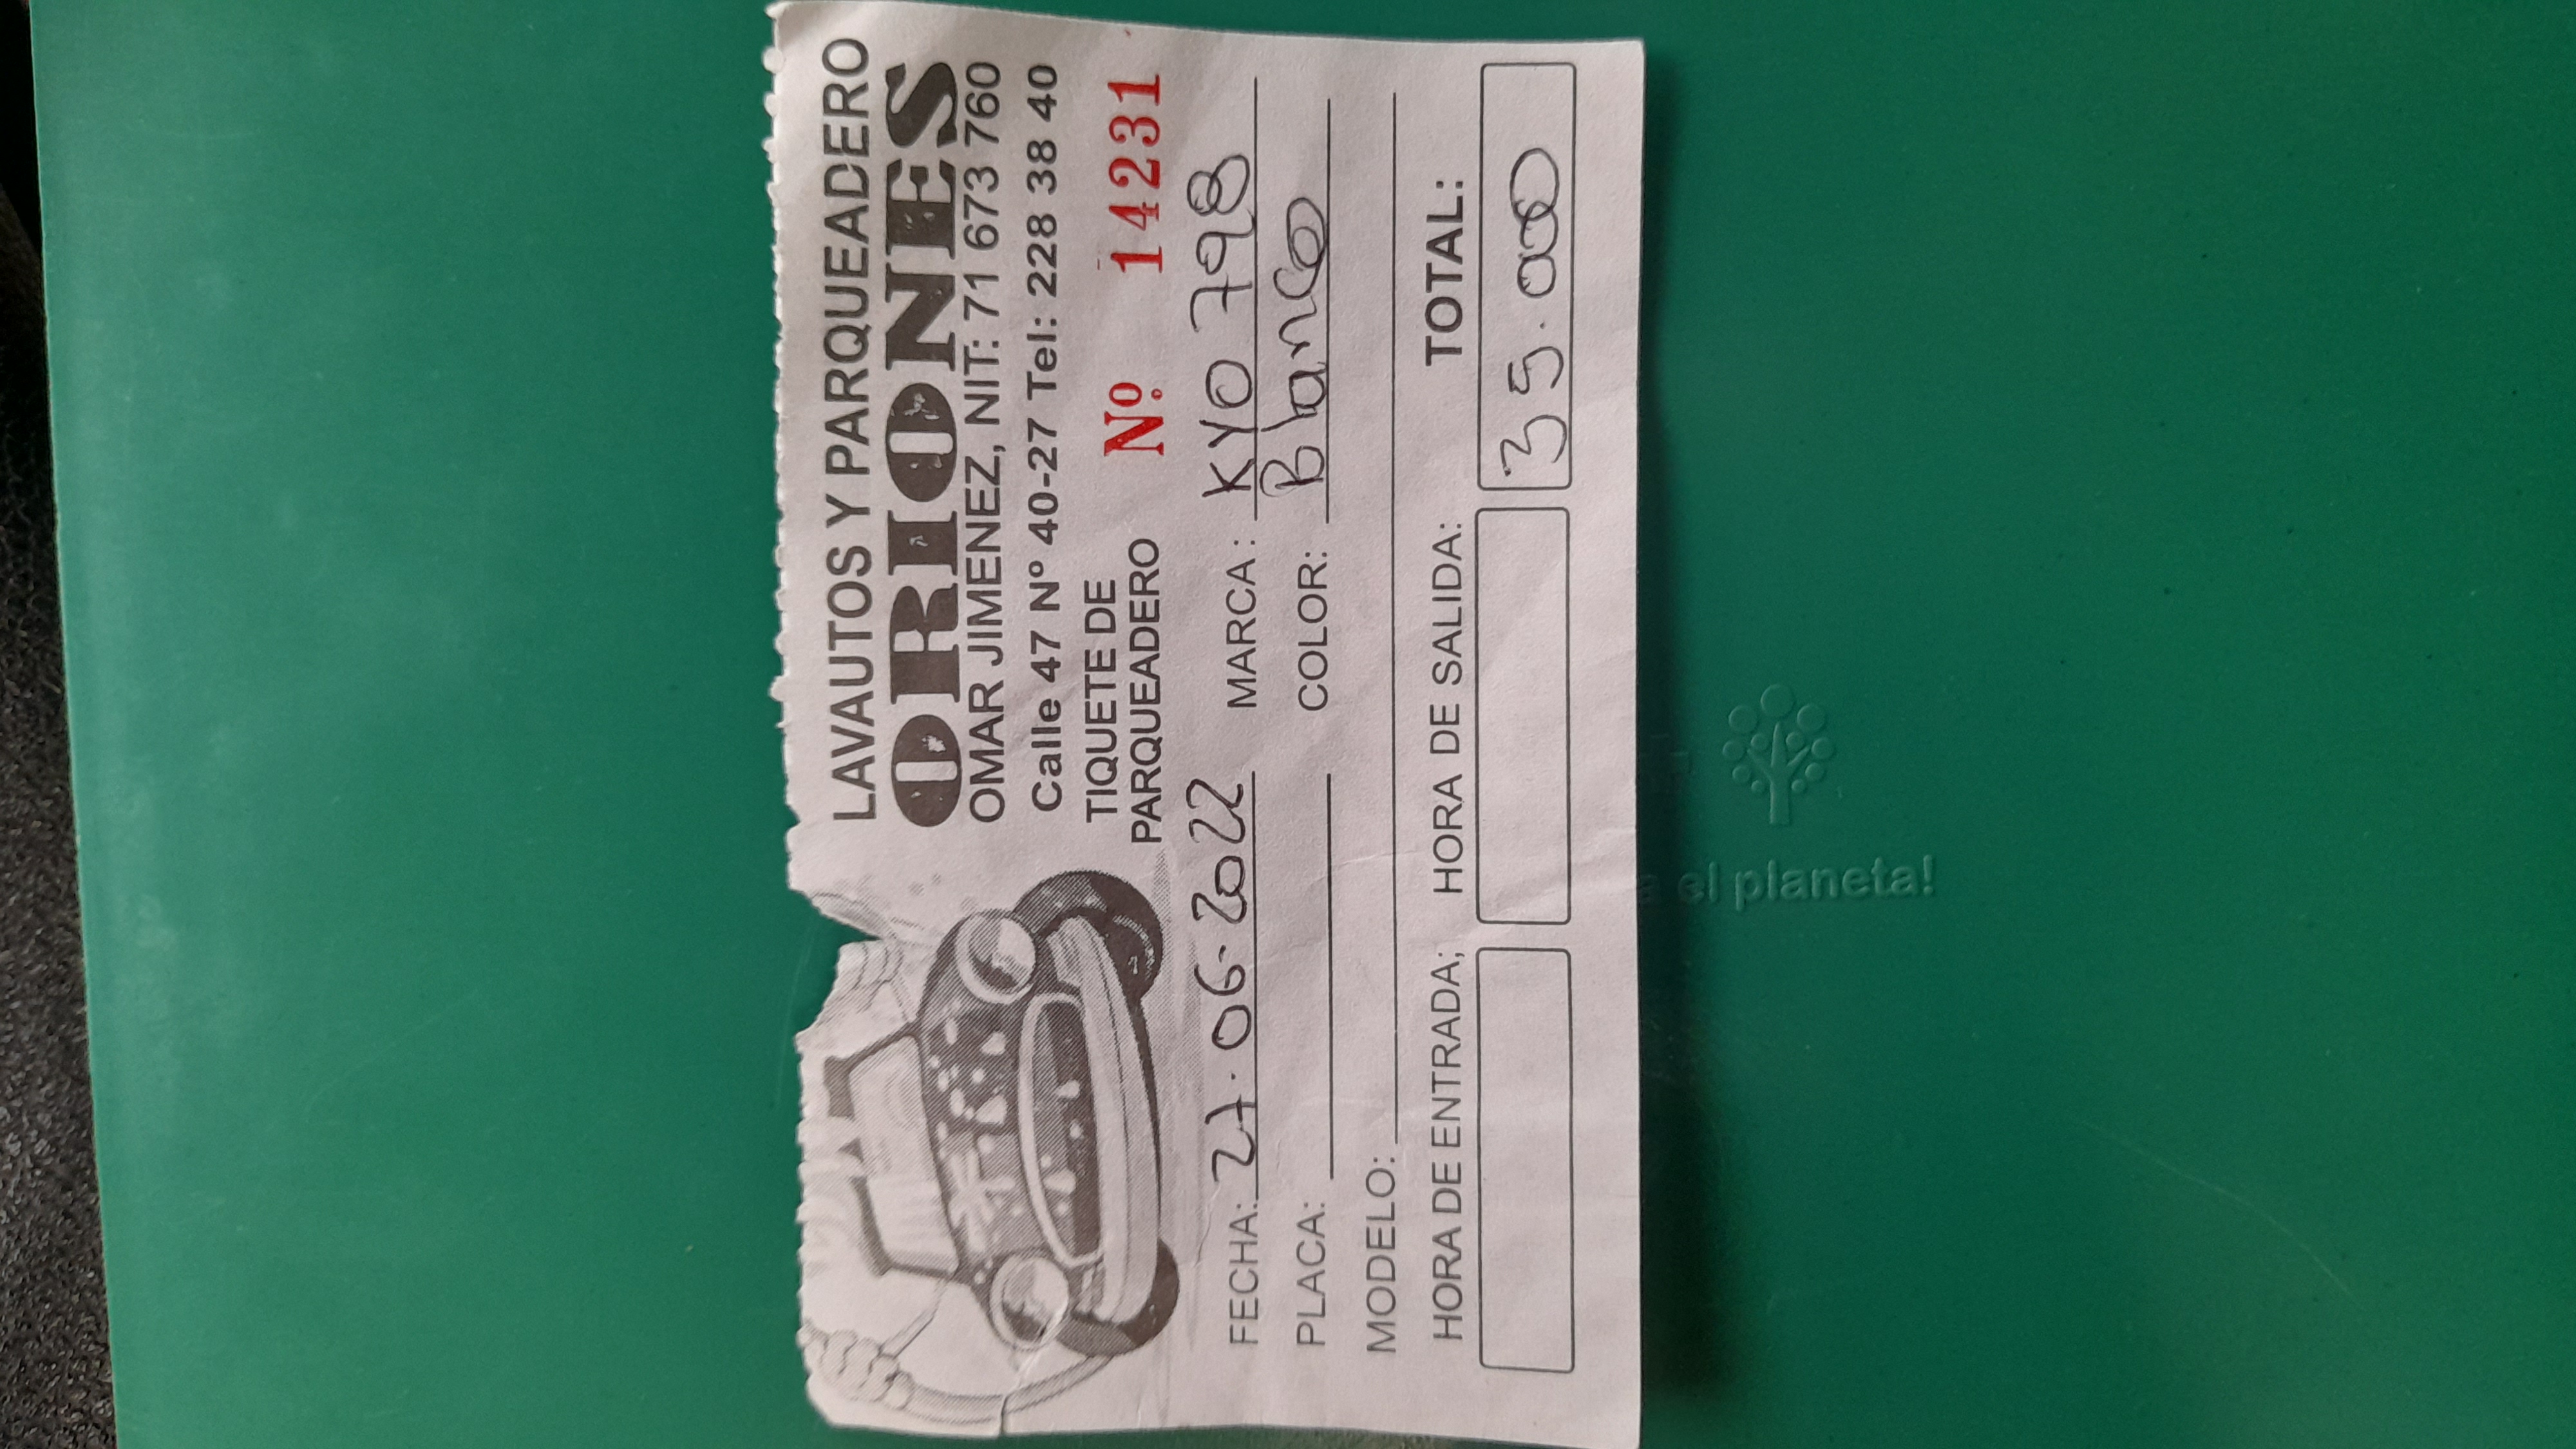 LAVAUTOS Y PARQUEADERO
ORIONES
OMAR JIMENEZ, NIT: 71 673 760
Calle 47 Nº 40-27 Tel: 228 38 40
TIQUETE DE
PARQUEADERO
Nº 14231
FECHA: 27.06-2022 MARCA: KYO 798
PLACA: COLOR: Blanco
MODELO:
HORA DE ENTRADA; HORA DE SALIDA: TOTAL:
35.000
el planeta!